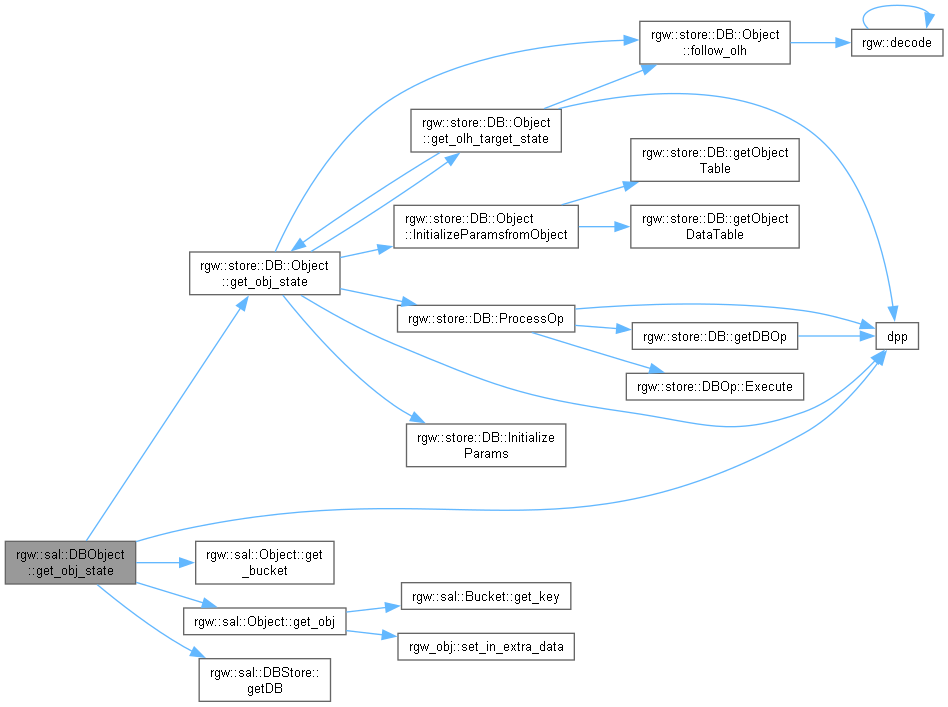 rgw::store::DB::Object
::follow_olh
rgw::decode
rgw::store::DB::Object
::get_olh_target_state
rgw::store::DB::getObject
Table
rgw::store::DB::Object
::InitializeParamsfromObject
rgw::store::DB::getObject
DataTable
rgw::store::DB::Object
::get_obj_state
rgw::store::DB::ProcessOp
rgw::store::DB::getDBOp
dpp
rgw::store::DBOp::Execute
rgw::store::DB::Initialize
Params
rgw::sal::DBObject
::get_obj_state
rgw::sal::Object::get
_bucket
rgw::sal::Bucket::get_key
rgw::sal::Object::get_obj
rgw_obj::set_in_extra_data
rgw::sal::DBStore::
getDB